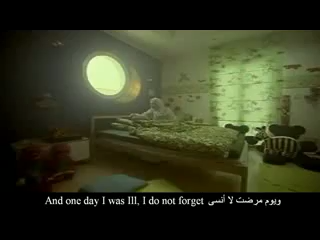 And one day I was Ill, I do not forget ويوم مرضت لا أنسى